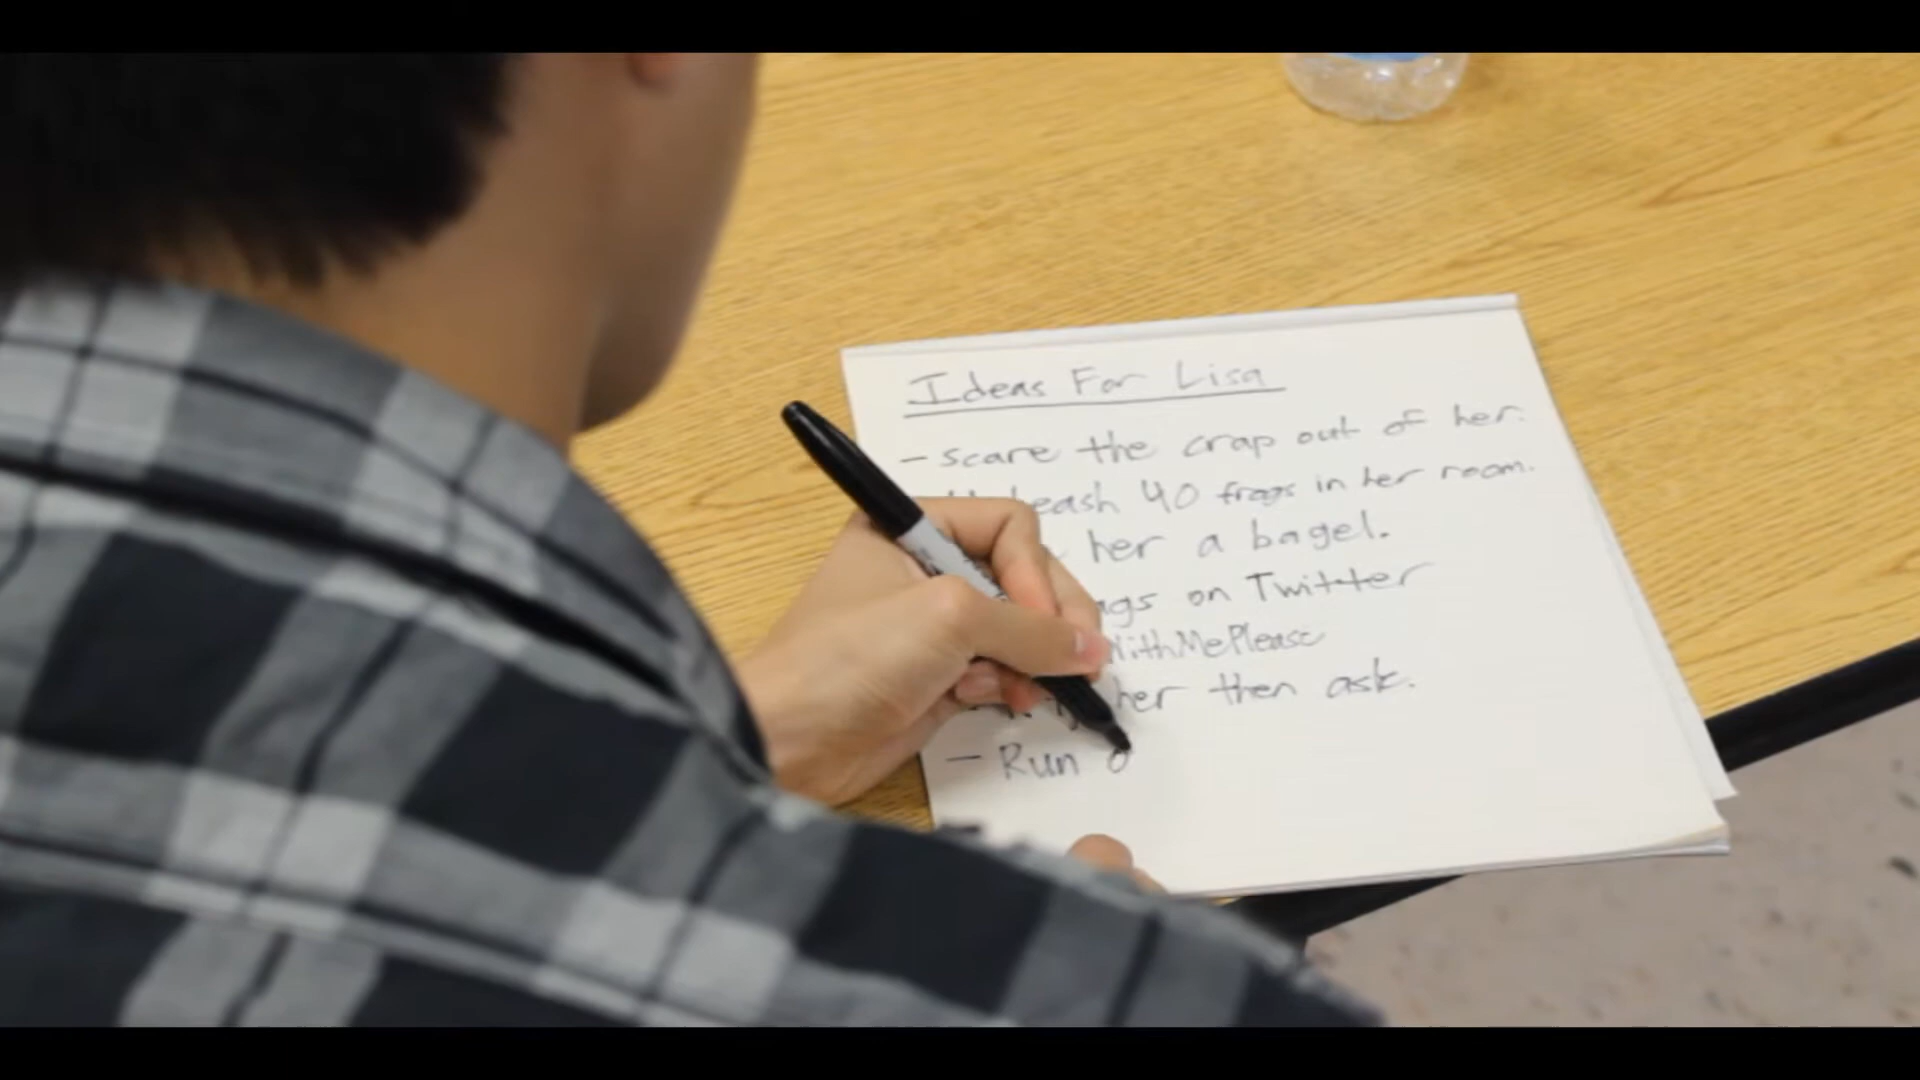 Ideas For Lisa
- scare the crap out of her.
40 frogs in her room.
her a bagel.
on Twitter
WithMePlease
her then ask.
- Run